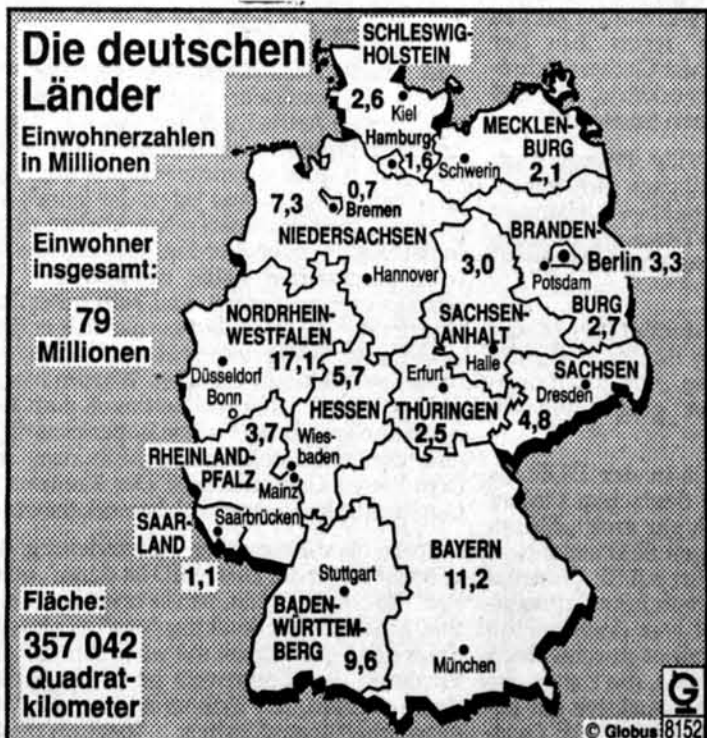 Die deutschen
Länder
Einwohnerzahlen
in Millionen
Einwohner
insgesamt:
79
Millionen
Fläche:
357 042
Quadrat-
kilometer
SCHLESWIG-
HOLSTEIN
2,6
Kiel
Hamburg
1,6
MECKLEN-
BURG
2,1
Schwerin
7,3
0,7
Bremen
NIEDERSACHSEN
Hannover
BRANDEN-
Berlin 3,3
Potsdam
BURG
2,7
3,0
SACHSEN-
ANHALT
Halle
NORDRHEIN-
WESTFALEN
17,1
Düsseldorf
Bonn
5,7
HESSEN
Wies-
baden
Erfurt
THÜRINGEN
2,5
SACHSEN
Dresden
4,8
3,7
RHEINLAND-
PFALZ
Mainz
SAAR-
LAND
Saarbrücken
1,1
BAYERN
11,2
München
Stuttgart
BADEN-
WÜRTTEM-
BERG
9,6
G
© Globus 8152